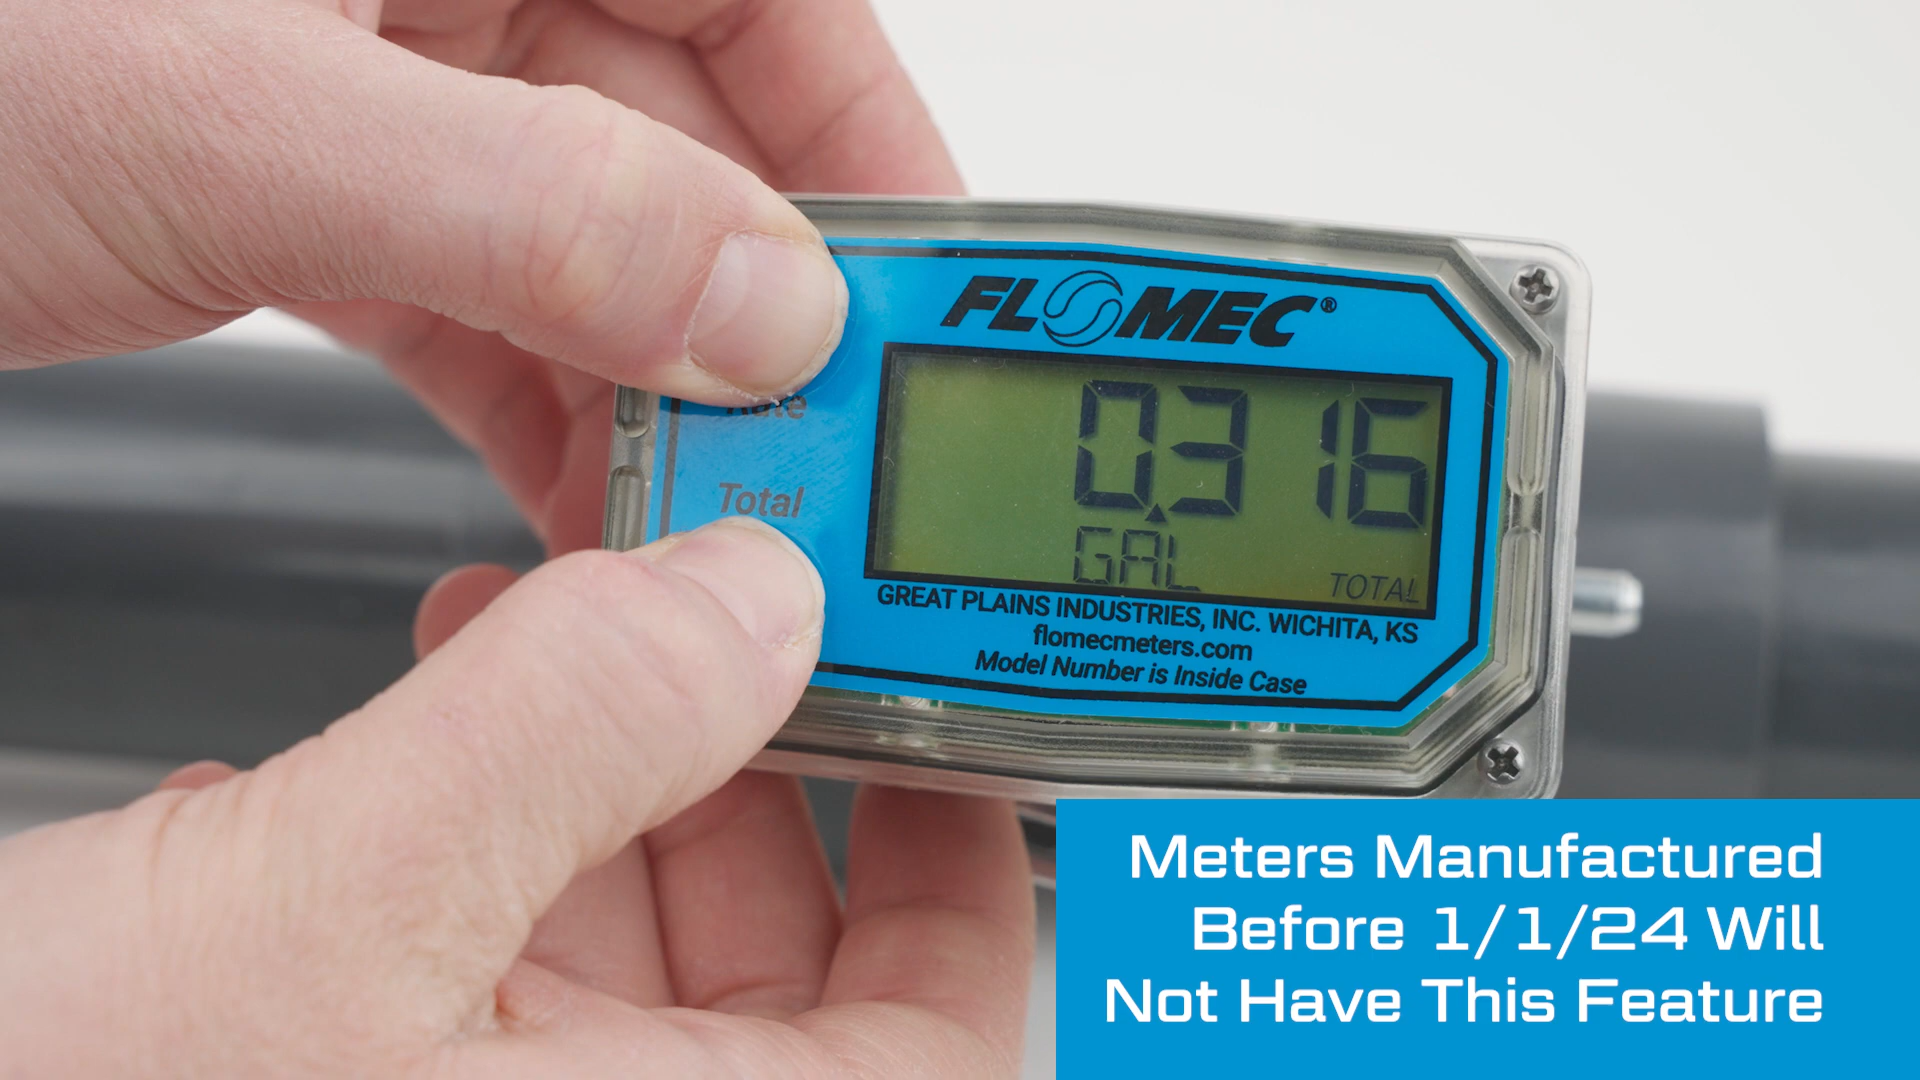 FLOMEC®
Rate
Total
0.316
GAL
TOTAL
GREAT PLAINS INDUSTRIES, INC. WICHITA, KS
flomecmeters.com
Model Number is Inside Case
Meters Manufactured
Before 1/1/24 Will
Not Have This Feature